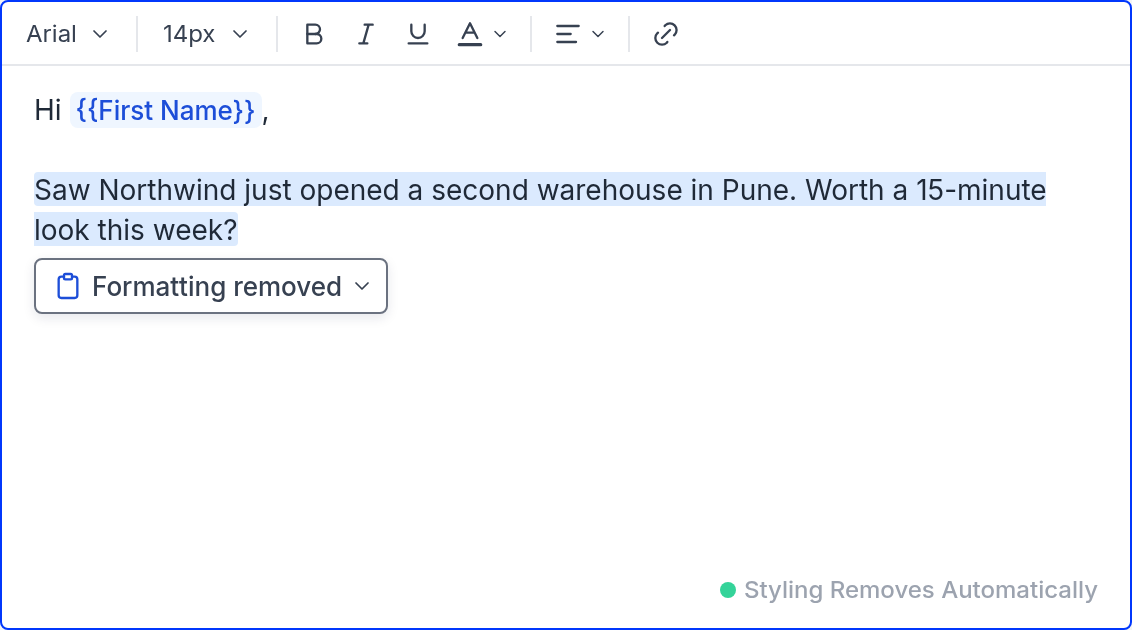 Arial 14px B I U A
Hi {{First Name}},
Saw Northwind just opened a second warehouse in Pune. Worth a 15-minute
look this week?
Formatting removed
Styling Removes Automatically